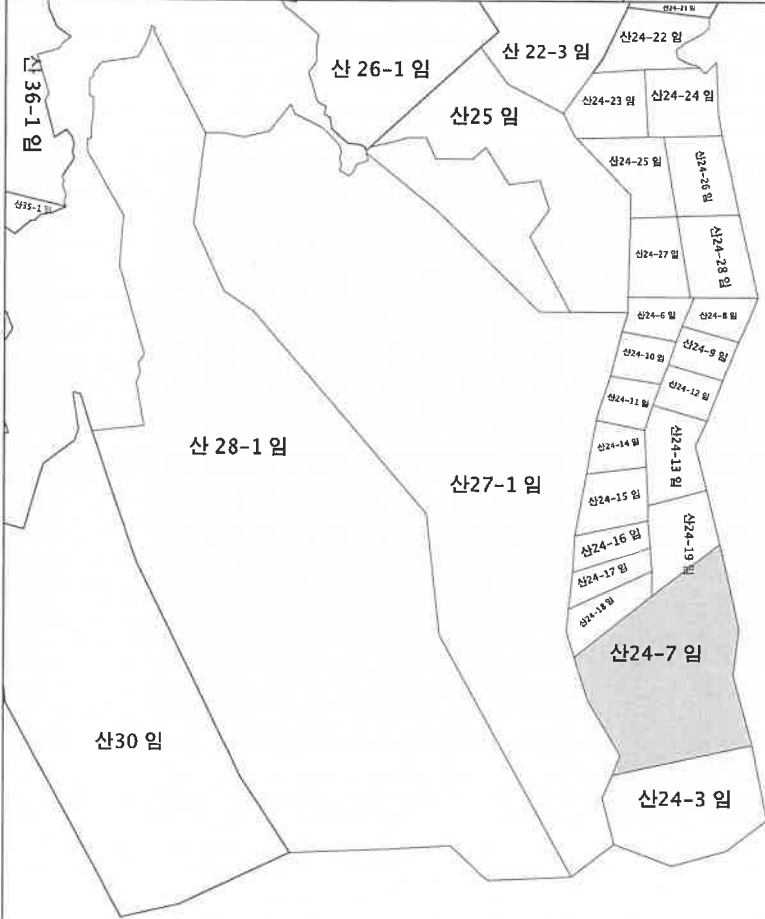 산24-21 임
산24-22 임
산 22-3 임
산 26-1 임
산 36-1 임
산24-23 임
산24-24 임
산25 임
산24-25 임
산24-26 임
산35-1 임
산24-27 임
산24-28 임
산24-6 임
산24-8 임
산24-10 임
산24-9 임
산24-11 임
산24-12 임
산24-14 임
산24-13 임
산 28-1 임
산27-1 임
산24-15 임
산24-16 임
산24-19 임
산24-17 임
산24-18 임
산24-7 임
산30 임
산24-3 임